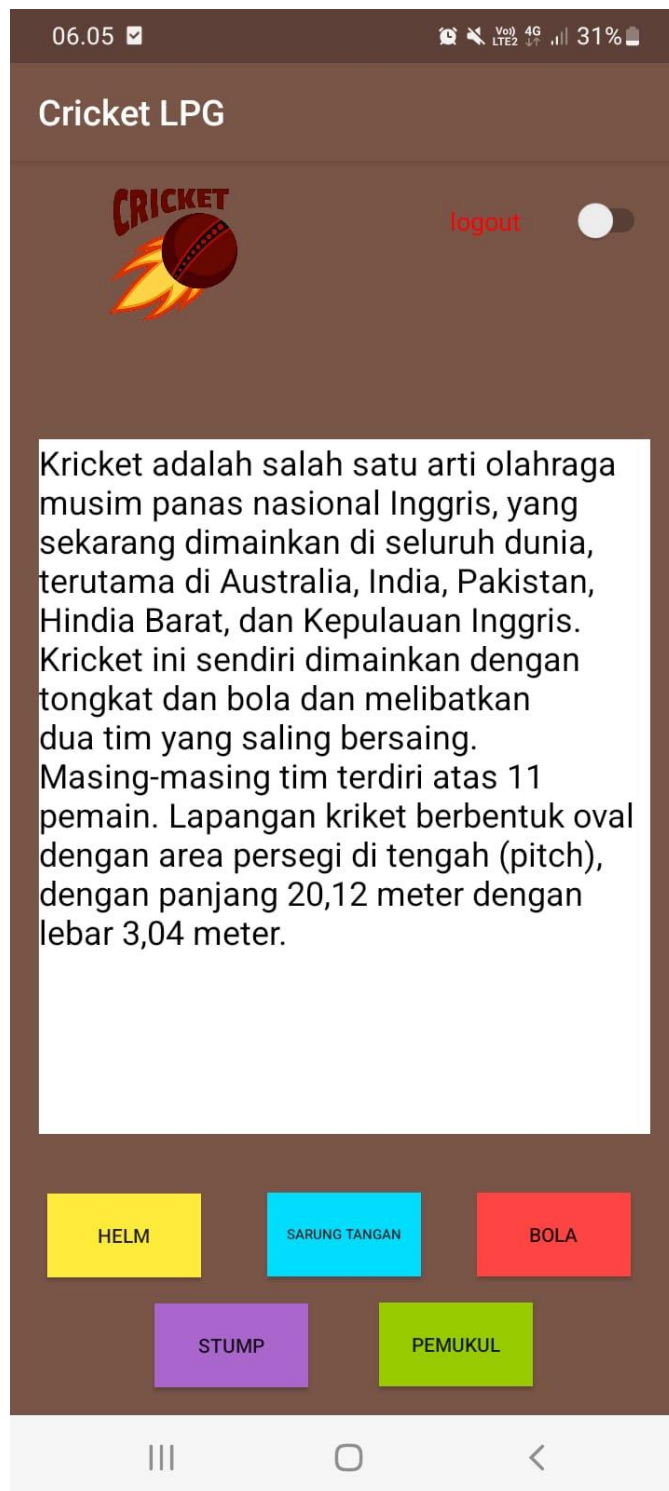 06.05
Vo)) 4G 31%
LTE2
Cricket LPG
CRICKET
logout
Kricket adalah salah satu arti olahraga
musim panas nasional Inggris, yang
sekarang dimainkan di seluruh dunia,
terutama di Australia, India, Pakistan,
Hindia Barat, dan Kepulauan Inggris.
Kricket ini sendiri dimainkan dengan
tongkat dan bola dan melibatkan
dua tim yang saling bersaing.
Masing-masing tim terdiri atas 11
pemain. Lapangan kriket berbentuk oval
dengan area persegi di tengah (pitch),
dengan panjang 20,12 meter dengan
lebar 3,04 meter.
HELM
SARUNG TANGAN
BOLA
STUMP
PEMUKUL